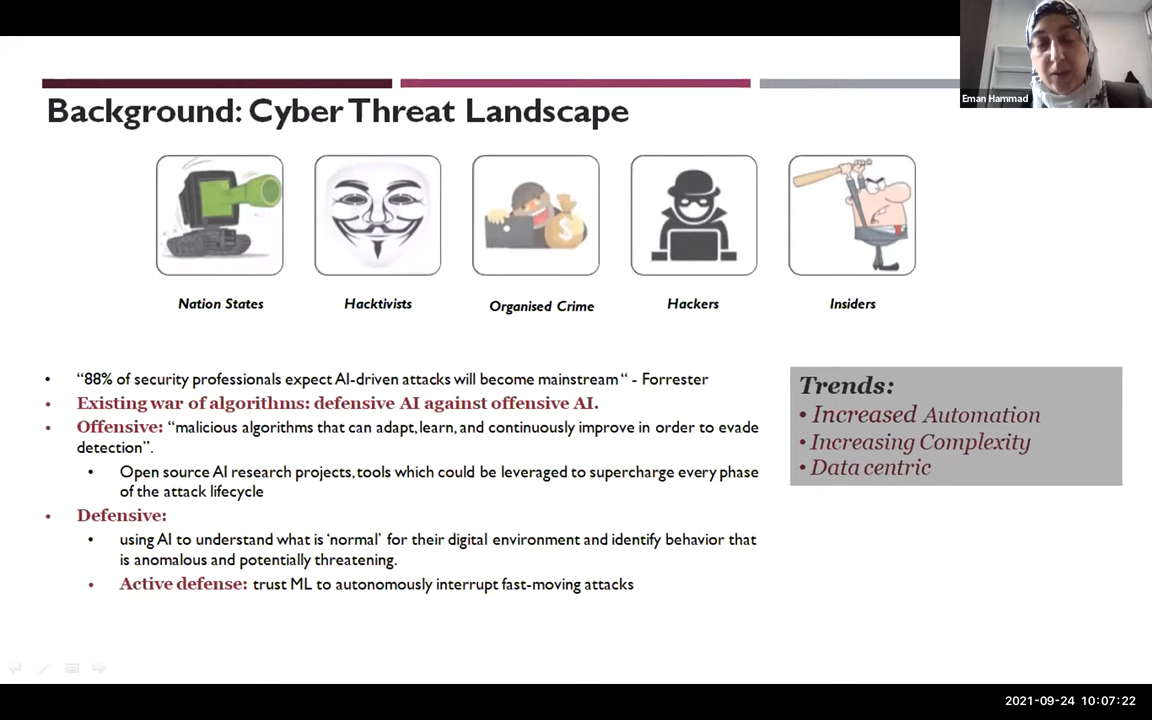 Eman Hammad
Background: Cyber Threat Landscape
$
Nation States
Hacktivists
Organised Crime
Hackers
Insiders
• “88% of security professionals expect AI-driven attacks will become mainstream “ - Forrester
• Existing war of algorithms: defensive AI against offensive AI.
• Offensive: “malicious algorithms that can adapt, learn, and continuously improve in order to evade
detection”.
• Open source AI research projects, tools which could be leveraged to supercharge every phase
of the attack lifecycle
• Defensive:
• using AI to understand what is ‘normal’ for their digital environment and identify behavior that
is anomalous and potentially threatening.
• Active defense: trust ML to autonomously interrupt fast-moving attacks
Trends:
• Increased Automation
• Increasing Complexity
• Data centric
2021-09-24 10:07:22